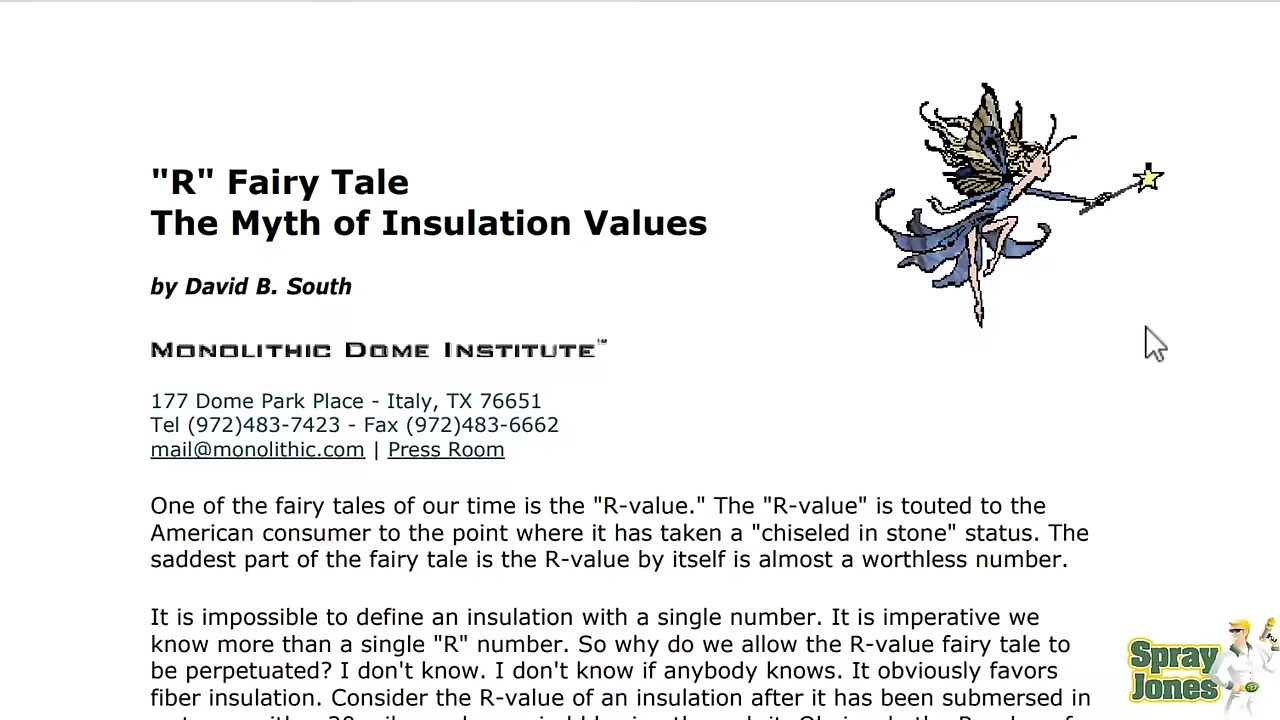 "R" Fairy Tale
The Myth of Insulation Values
by David B. South
MONOLITHIC DOME INSTITUTE™
177 Dome Park Place - Italy, TX 76651
Tel (972)483-7423 - Fax (972)483-6662
mail@monolithic.com | Press Room
One of the fairy tales of our time is the "R-value." The "R-value" is touted to the
American consumer to the point where it has taken a "chiseled in stone" status. The
saddest part of the fairy tale is the R-value by itself is almost a worthless number.
It is impossible to define an insulation with a single number. It is imperative we
know more than a single "R" number. So why do we allow the R-value fairy tale to
be perpetuated? I don't know. I don't know if anybody knows. It obviously favors
fiber insulation. Consider the R-value of an insulation after it has been submersed in
Spray
Jones